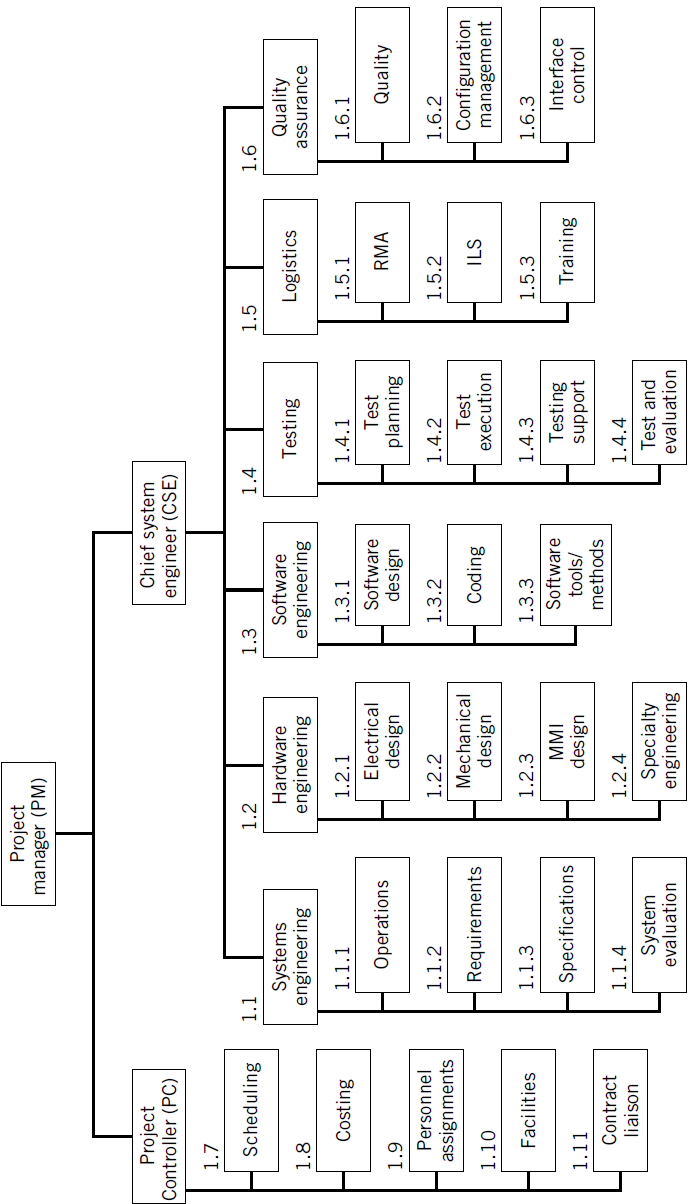 Project
manager (PM)
Project
Controller (PC)
Chief system
engineer (CSE)
1.7
Scheduling
1.8
Costing
1.9
Personnel
assignments
1.10
Facilities
1.11
Contract
liaison
1.1
Systems
engineering
1.1.1
Operations
1.1.2
Requirements
1.1.3
Specifications
1.1.4
System
evaluation
1.2
Hardware
engineering
1.2.1
Electrical
design
1.2.2
Mechanical
design
1.2.3
MMI
design
1.2.4
Specialty
engineering
1.3
Software
engineering
1.3.1
Software
design
1.3.2
Coding
1.3.3
Software
tools/
methods
1.4
Testing
1.4.1
Test
planning
1.4.2
Test
execution
1.4.3
Testing
support
1.4.4
Test and
evaluation
1.5
Logistics
1.5.1
RMA
1.5.2
ILS
1.5.3
Training
1.6
Quality
assurance
1.6.1
Quality
1.6.2
Configuration
management
1.6.3
Interface
control